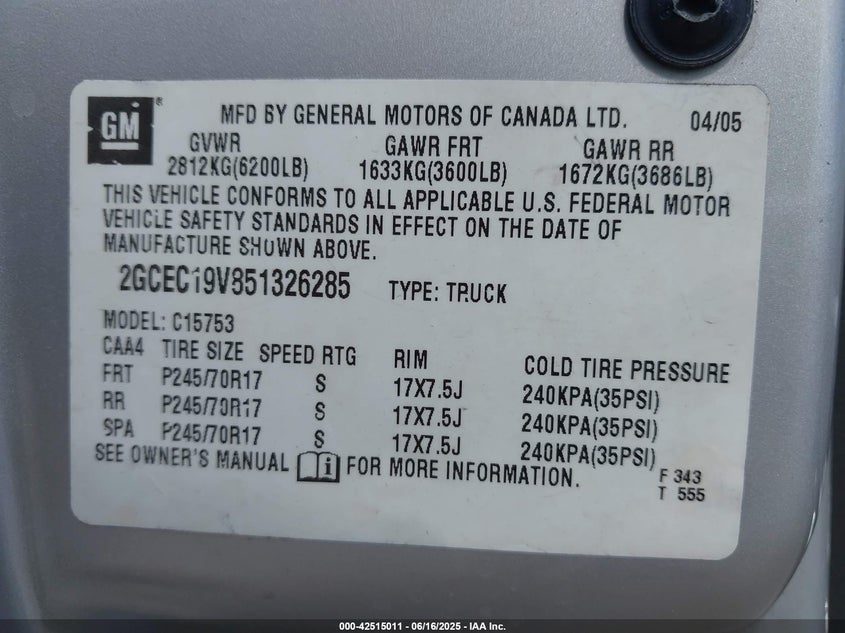 GM ®
MFD BY GENERAL MOTORS OF CANADA LTD. 04/05
GVWR GAWR FRT GAWR RR
2812KG(6200LB) 1633KG(3600LB) 1672KG(3686LB)
THIS VEHICLE CONFORMS TO ALL APPLICABLE U.S. FEDERAL MOTOR
VEHICLE SAFETY STANDARDS IN EFFECT ON THE DATE OF
MANUFACTURE SHOWN ABOVE.
2GCEC19V851326285 TYPE: TRUCK
MODEL: C15753
CAA4 TIRE SIZE SPEED RTG RIM COLD TIRE PRESSURE
FRT P245/70R17 S 17X7.5J 240KPA(35PSI)
RR P245/70R17 S 17X7.5J 240KPA(35PSI)
SPA P245/70R17 S 17X7.5J 240KPA(35PSI)
SEE OWNER'S MANUAL i FOR MORE INFORMATION.
F 343
T 555
000-42515011 - 06/16/2025 - IAA Inc.